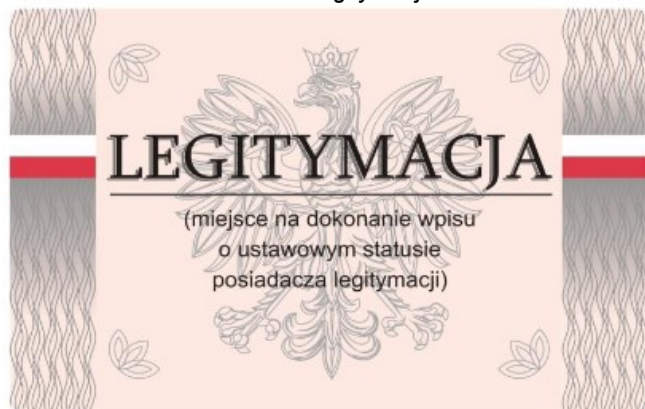 LEGITYMACJA
(miejsce na dokonanie wpisu
o ustawowym statusie
posiadacza legitymacji)